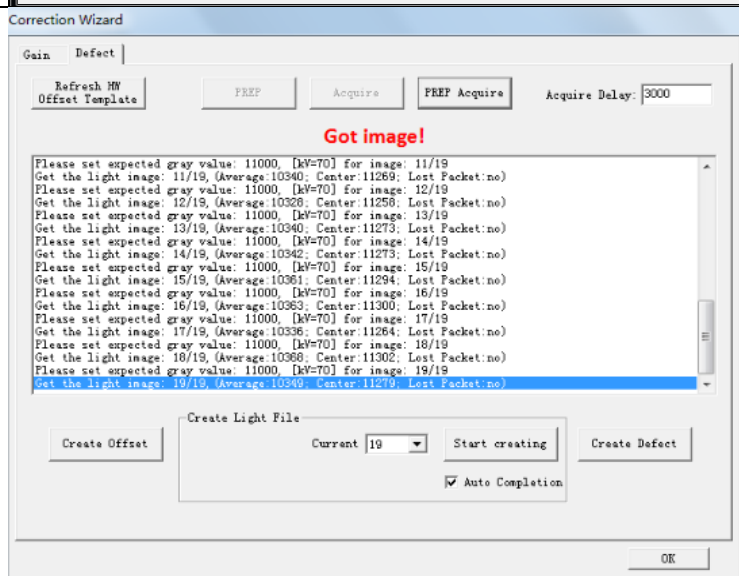 Correction Wizard
Gain Defect
Refresh HW
Offset Template
PREP
Acquire
PREP Acquire
Acquire Delay: 3000
Got image!
Please set expected gray value: 11000, [kV=70] for image: 11/19
Get the light image: 11/19, (Average:10340; Center:11269; Lost Packet:no)
Please set expected gray value: 11000, [kV=70] for image: 12/19
Get the light image: 12/19, (Average:10328; Center:11258; Lost Packet:no)
Please set expected gray value: 11000, [kV=70] for image: 13/19
Get the light image: 13/19, (Average:10340; Center:11273; Lost Packet:no)
Please set expected gray value: 11000, [kV=70] for image: 14/19
Get the light image: 14/19, (Average:10342; Center:11273; Lost Packet:no)
Please set expected gray value: 11000, [kV=70] for image: 15/19
Get the light image: 15/19, (Average:10361; Center:11294; Lost Packet:no)
Please set expected gray value: 11000, [kV=70] for image: 16/19
Get the light image: 16/19, (Average:10363; Center:11300; Lost Packet:no)
Please set expected gray value: 11000, [kV=70] for image: 17/19
Get the light image: 17/19, (Average:10336; Center:11264; Lost Packet:no)
Please set expected gray value: 11000, [kV=70] for image: 18/19
Get the light image: 18/19, (Average:10368; Center:11302; Lost Packet:no)
Please set expected gray value: 11000, [kV=70] for image: 19/19
Get the light image: 19/19, (Average:10349; Center:11279; Lost Packet:no)
Create Light File
Create Offset
Current 19
Start creating
Create Defect
Auto Completion
OK